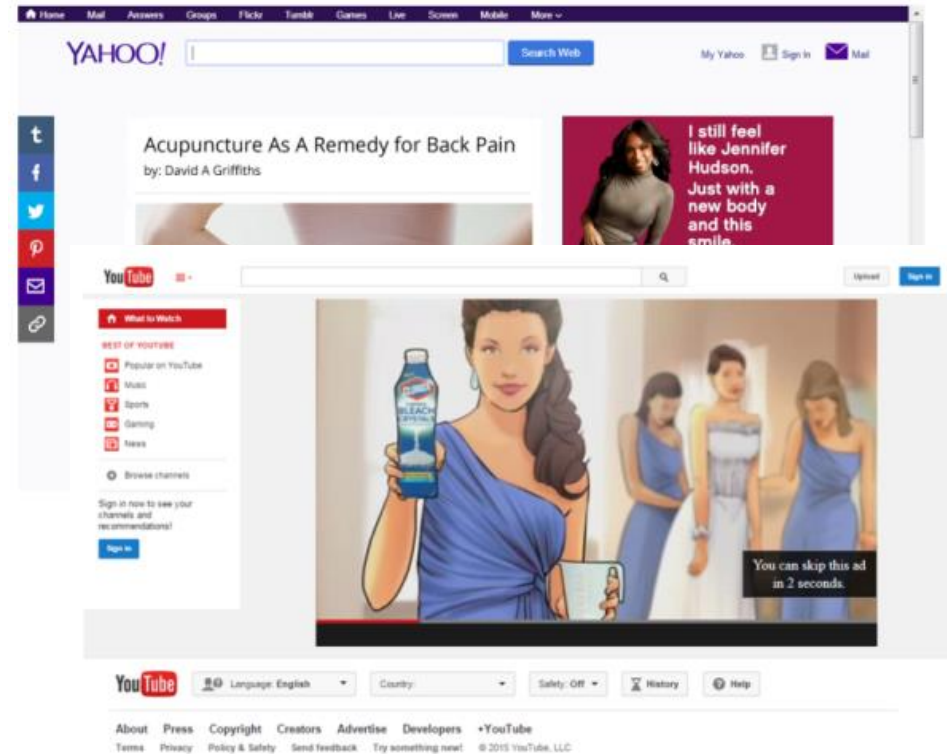 Home Mail Answers Groups Flickr Tumblr Games Live Screen Mobile More
YAHOO! Search Web My Yahoo Sign In Mail
Acupuncture As A Remedy for Back Pain
by: David A Griffiths
I still feel
like Jennifer
Hudson.
Just with a
new body
and this
smile
YouTube Upload Sign in
What to Watch
BEST OF YOUTUBE
Popular on YouTube
Music
Sports
Gaming
News
Browse channels
Sign in now to see your
channels and
recommendations!
Sign in
BLEACH
CRYSTALS
You can skip this ad
in 2 seconds.
YouTube Language: English Country: Safety: Off History Help
About Press Copyright Creators Advertise Developers +YouTube
Terms Privacy Policy & Safety Send feedback Try something new! © 2015 YouTube, LLC